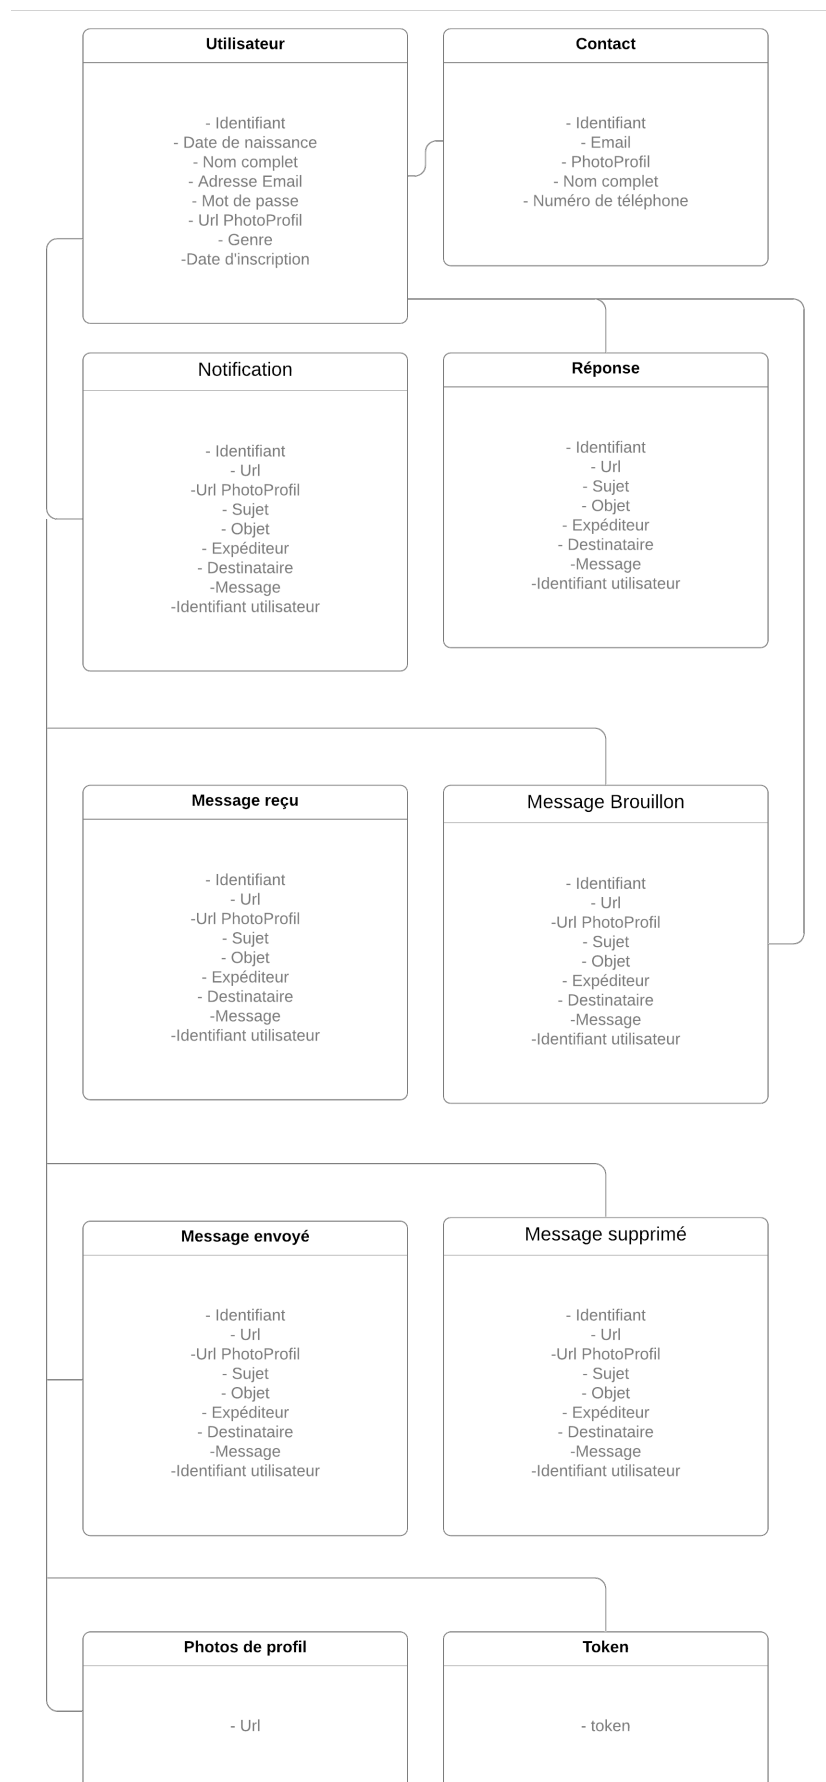 Utilisateur
- Identifiant
- Date de naissance
- Nom complet
- Adresse Email
- Mot de passe
- Url PhotoProfil
- Genre
-Date d'inscription
Contact
- Identifiant
- Email
- PhotoProfil
- Nom complet
- Numéro de téléphone
Notification
- Identifiant
- Url
-Url PhotoProfil
- Sujet
- Objet
- Expéditeur
- Destinataire
-Message
-Identifiant utilisateur
Réponse
- Identifiant
- Url
- Sujet
- Objet
- Expéditeur
- Destinataire
-Message
-Identifiant utilisateur
Message reçu
- Identifiant
- Url
-Url PhotoProfil
- Sujet
- Objet
- Expéditeur
- Destinataire
-Message
-Identifiant utilisateur
Message Brouillon
- Identifiant
- Url
-Url PhotoProfil
- Sujet
- Objet
- Expéditeur
- Destinataire
-Message
-Identifiant utilisateur
Message envoyé
- Identifiant
- Url
-Url PhotoProfil
- Sujet
- Objet
- Expéditeur
- Destinataire
-Message
-Identifiant utilisateur
Message supprimé
- Identifiant
- Url
-Url PhotoProfil
- Sujet
- Objet
- Expéditeur
- Destinataire
-Message
-Identifiant utilisateur
Photos de profil
- Url
Token
- token